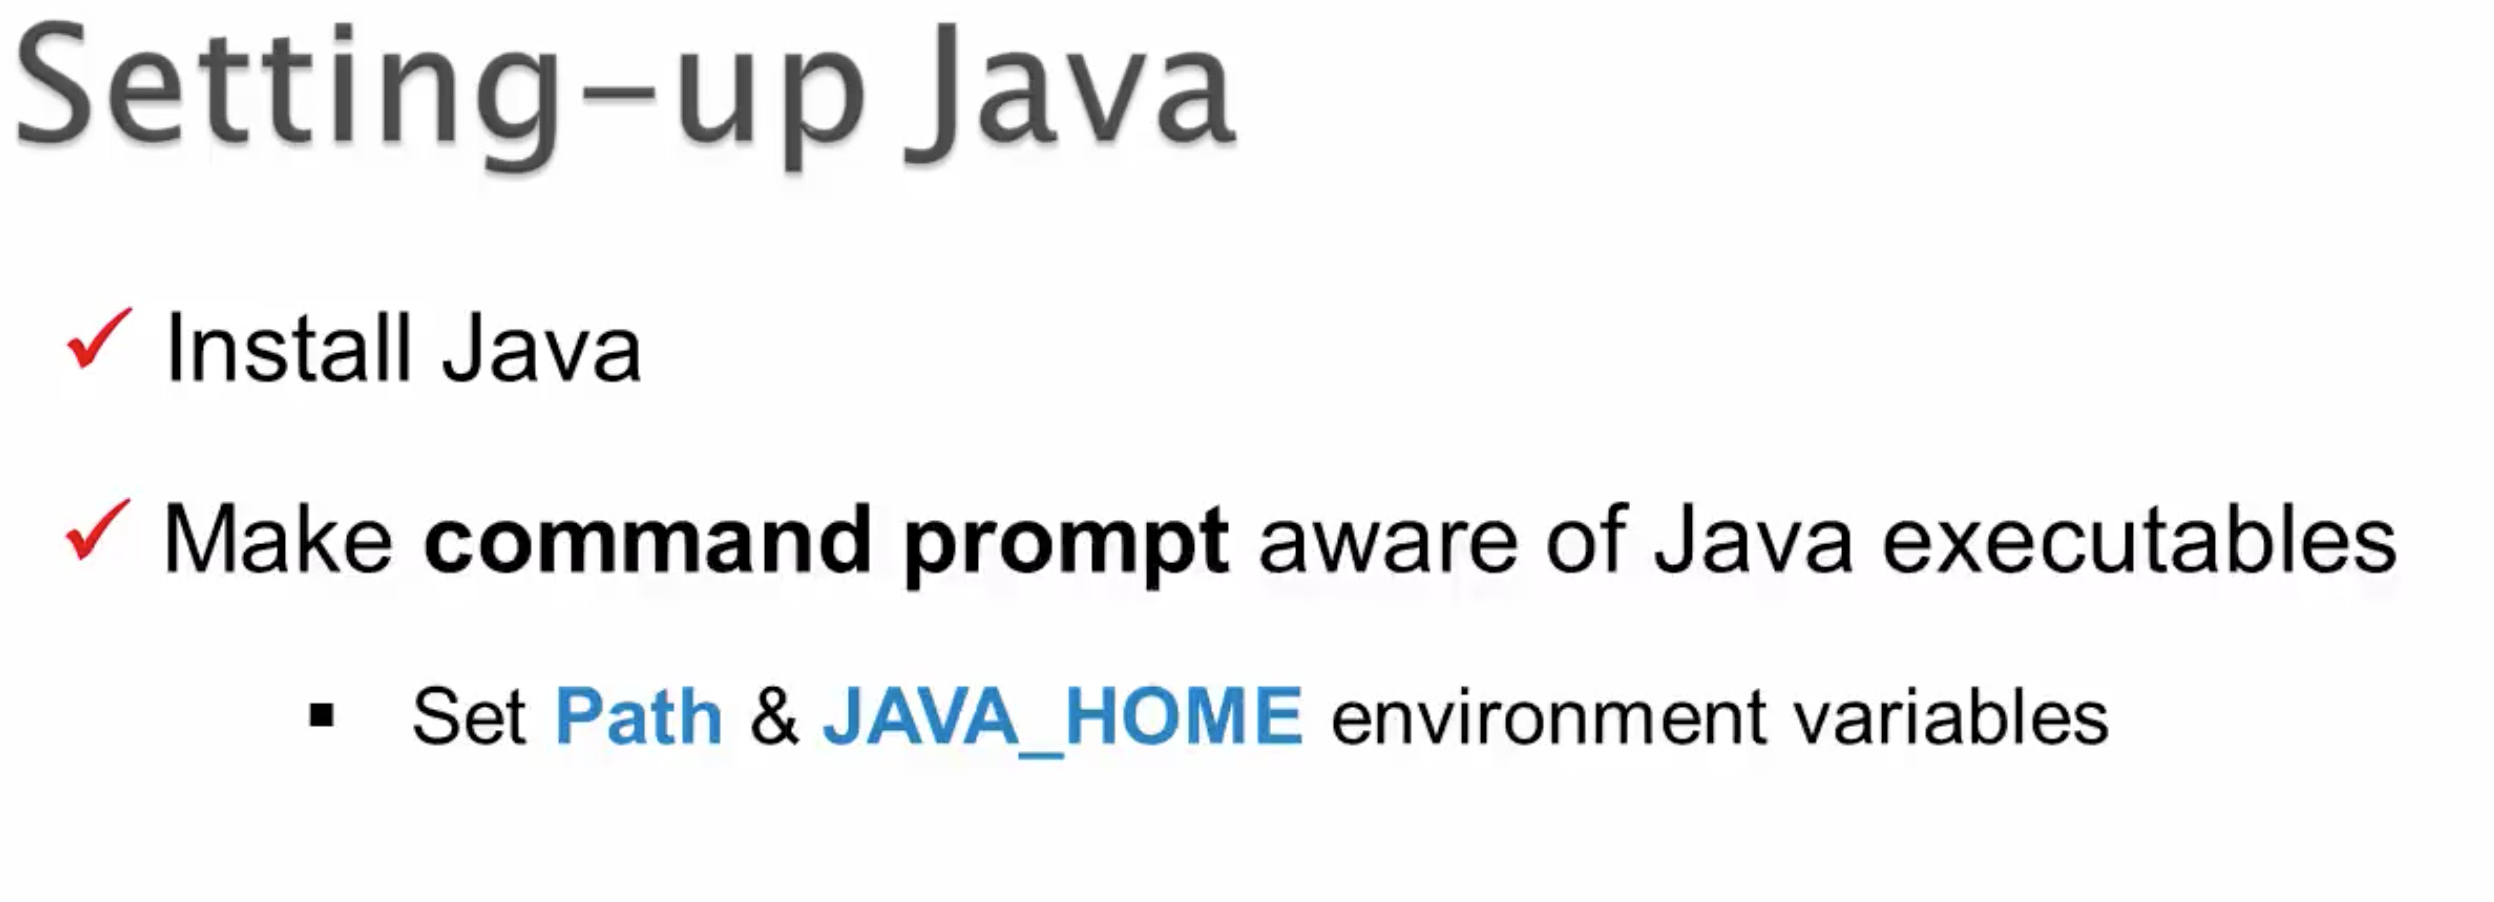 Setting-up Java
✓ Install Java
✓ Make command prompt aware of Java executables
▪ Set Path & JAVA_HOME environment variables